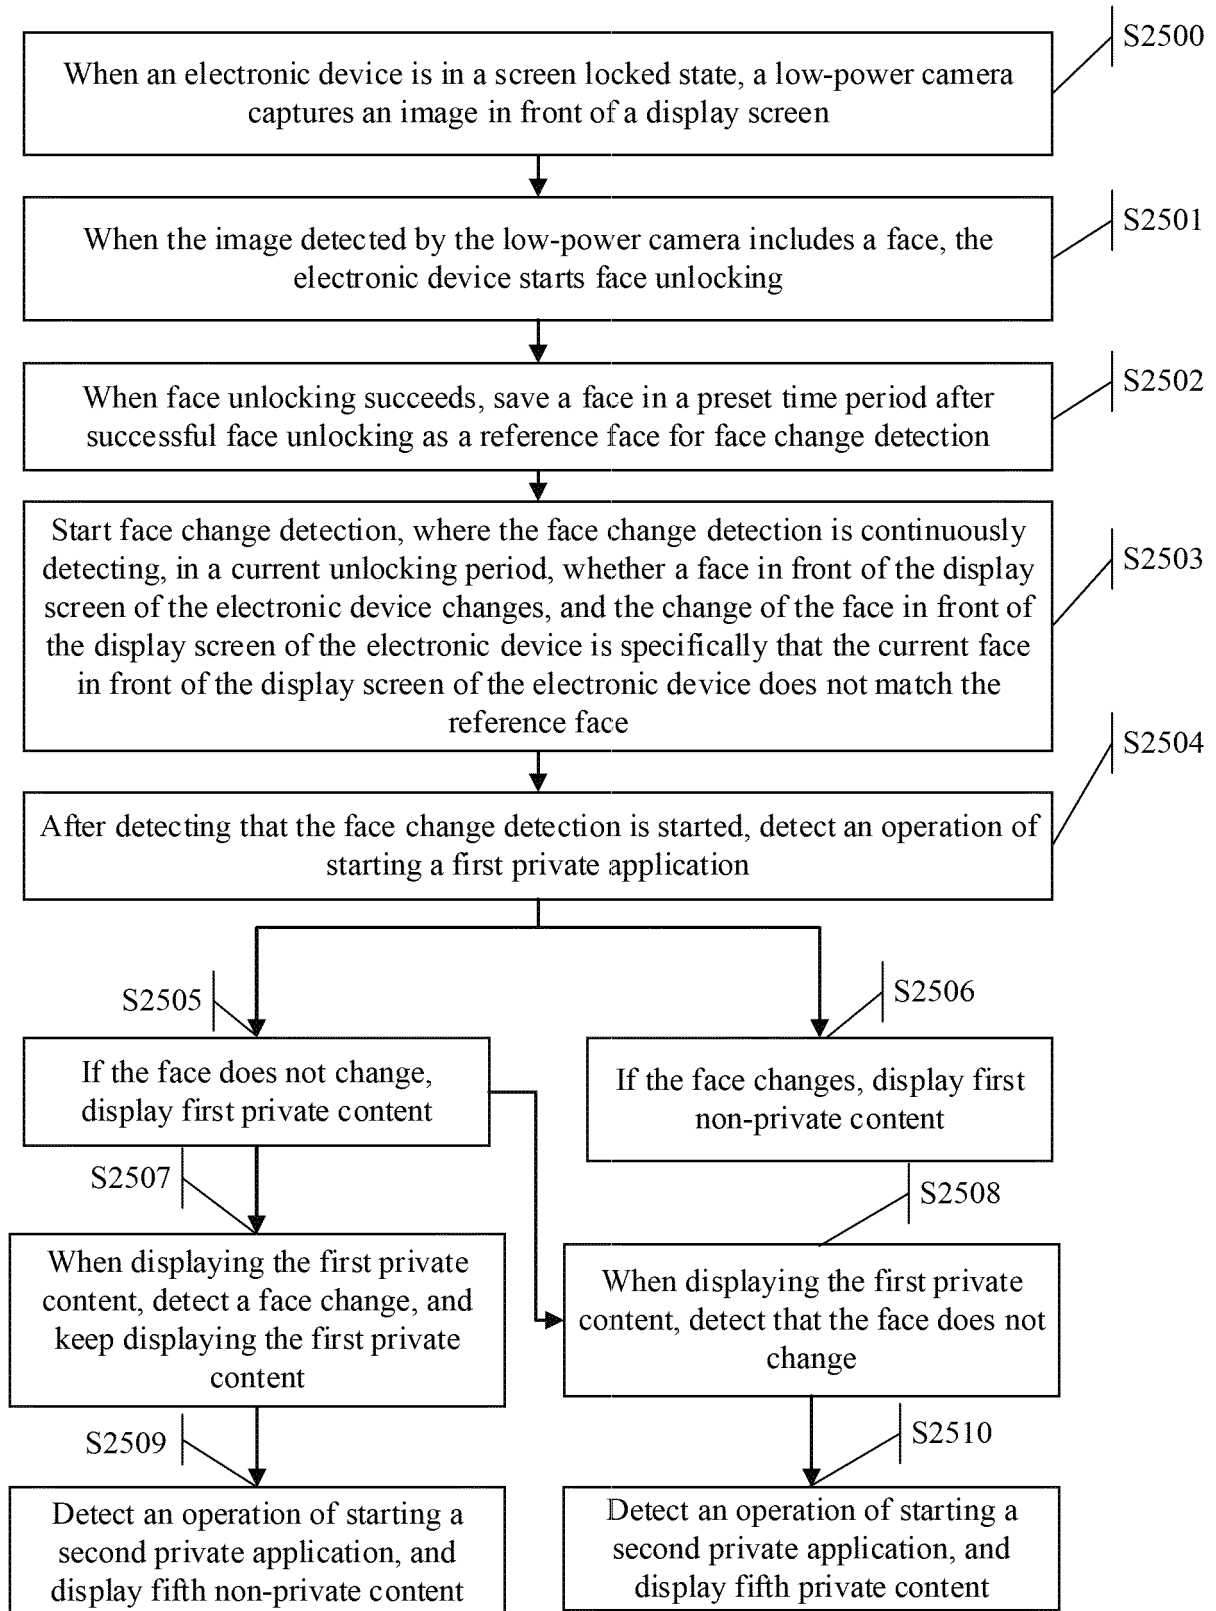 S2500
When an electronic device is in a screen locked state, a low-power camera
captures an image in front of a display screen
S2501
When the image detected by the low-power camera includes a face, the
electronic device starts face unlocking
S2502
When face unlocking succeeds, save a face in a preset time period after
successful face unlocking as a reference face for face change detection
S2503
Start face change detection, where the face change detection is continuously
detecting, in a current unlocking period, whether a face in front of the display
screen of the electronic device changes, and the change of the face in front of
the display screen of the electronic device is specifically that the current face
in front of the display screen of the electronic device does not match the
reference face
S2504
After detecting that the face change detection is started, detect an operation of
starting a first private application
S2505
S2506
If the face does not change,
display first private content
If the face changes, display first
non-private content
S2507
S2508
When displaying the first private
content, detect a face change, and
keep displaying the first private
content
When displaying the first private
content, detect that the face does not
change
S2509
S2510
Detect an operation of starting a
second private application, and
display fifth non-private content
Detect an operation of starting a
second private application, and
display fifth private content